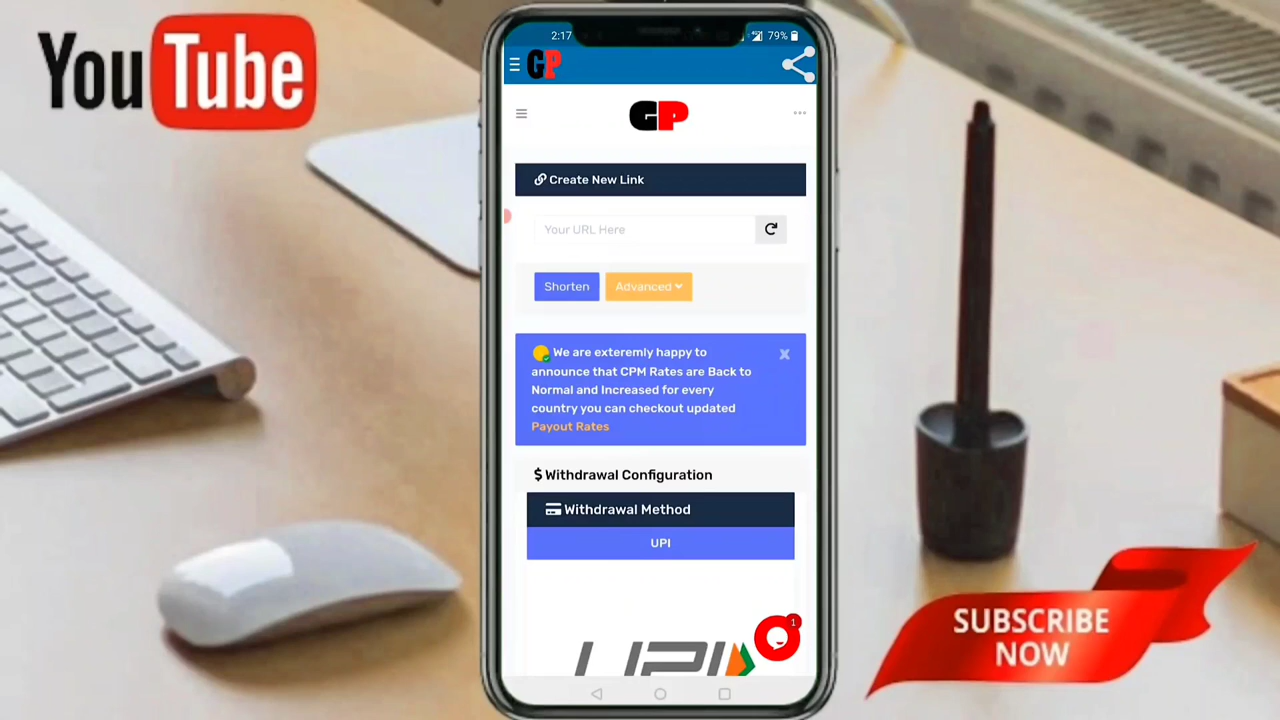 YouTube
2:17
79%
GP
GP
Create New Link
Your URL Here
Shorten
Advanced
We are exteremly happy to
announce that CPM Rates are Back to
Normal and Increased for every
country you can checkout updated
Payout Rates
X
$ Withdrawal Configuration
Withdrawal Method
UPI
UPI
1
SUBSCRIBE
NOW